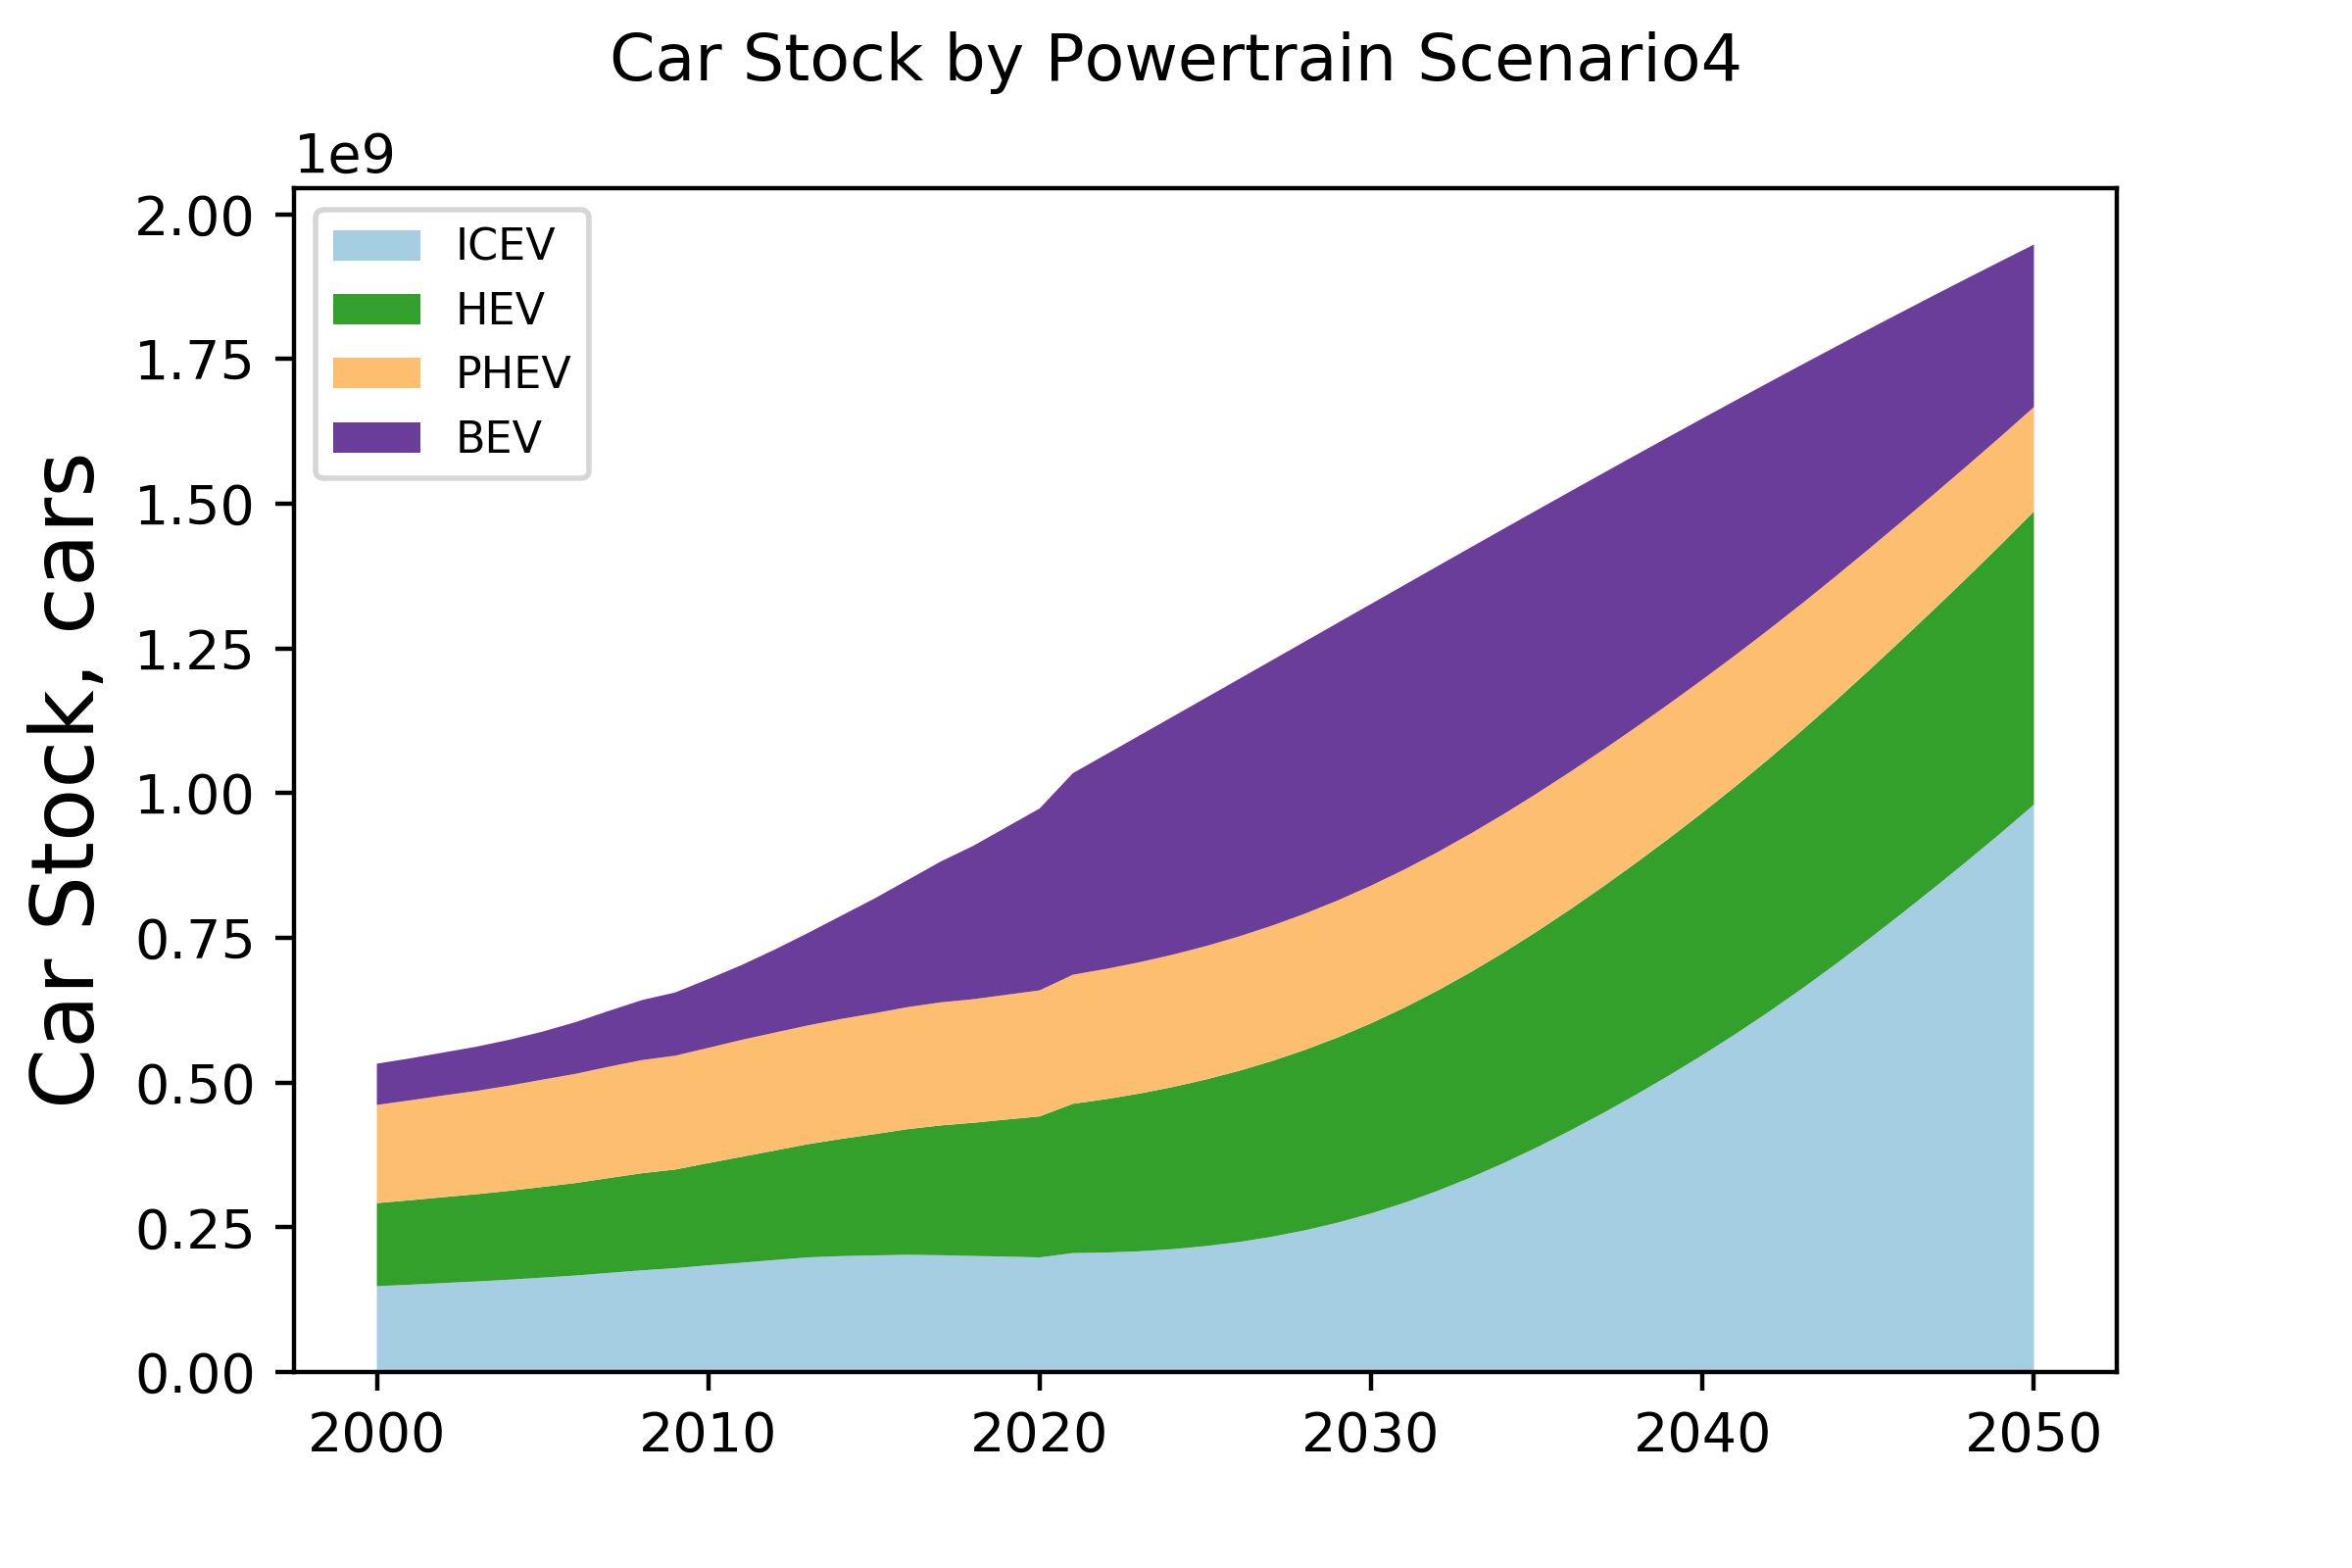 Car Stock by Powertrain Scenario4
1e9
2.00
1.75
1.50
1.25
1.00
0.75
0.50
0.25
0.00
Car Stock, cars
ICEV
HEV
PHEV
BEV
2000 2010 2020 2030 2040 2050